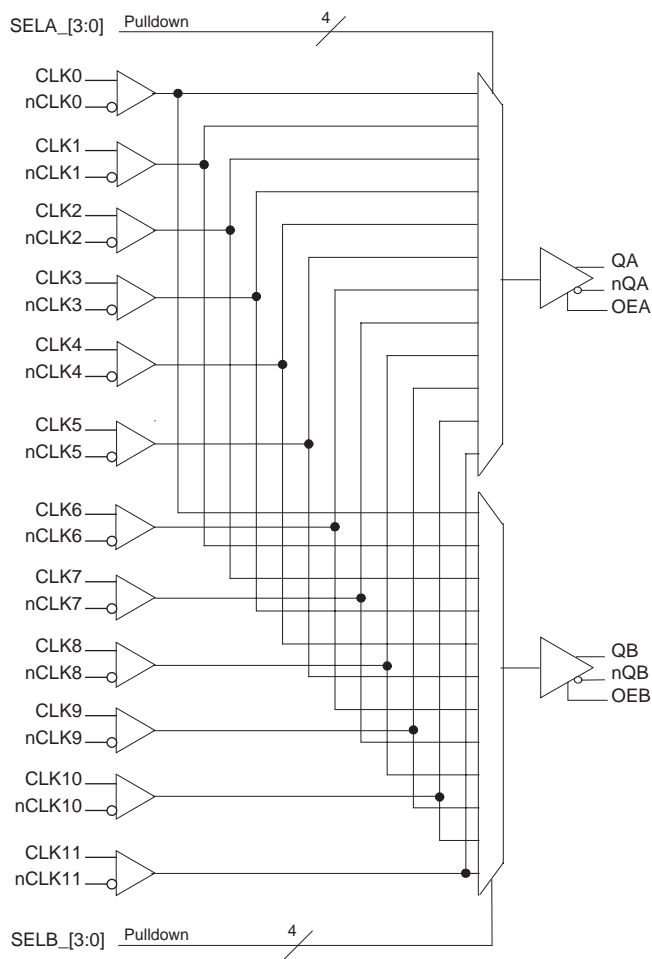 SELA_[3:0] Pulldown 4
CLK0
nCLK0
CLK1
nCLK1
CLK2
nCLK2
CLK3
nCLK3
CLK4
nCLK4
CLK5
nCLK5
CLK6
nCLK6
CLK7
nCLK7
CLK8
nCLK8
CLK9
nCLK9
CLK10
nCLK10
CLK11
nCLK11
SELB_[3:0] Pulldown 4
QA
nQA
OEA
QB
nQB
OEB